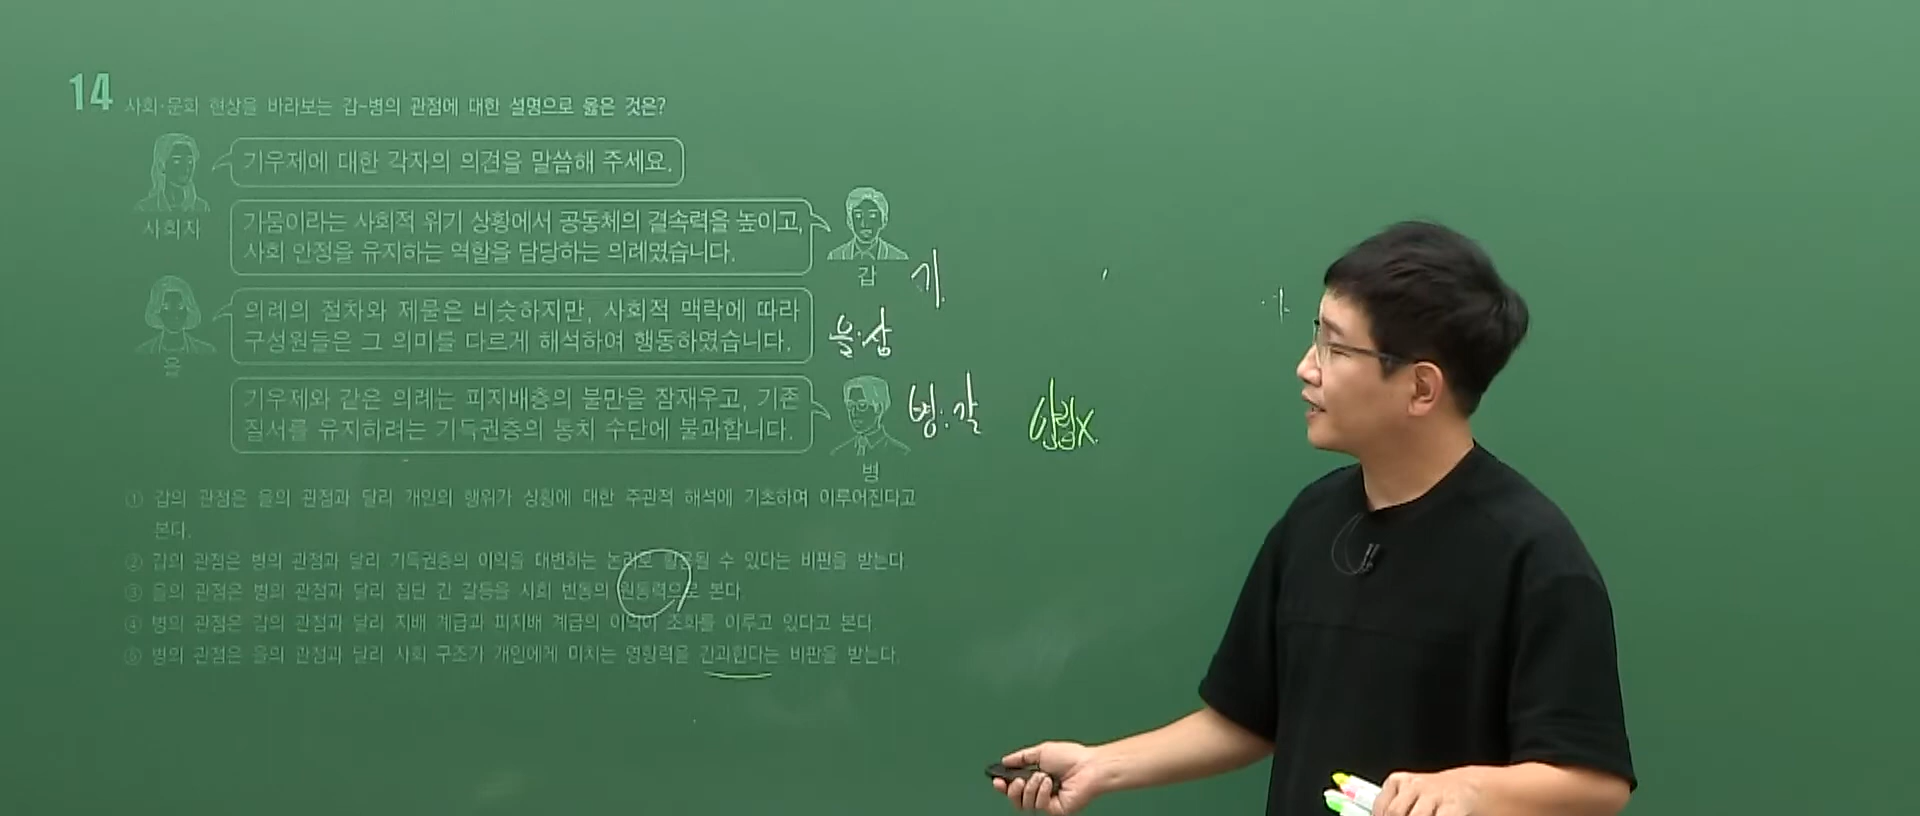 14 사회·문화 현상을 바라보는 갑~병의 관점에 대한 설명으로 옳은 것은?
기우제에 대한 각자의 의견을 말씀해 주세요.
사회자
가뭄이라는 사회적 위기 상황에서 공동체의 결속력을 높이고,
사회 안정을 유지하는 역할을 담당하는 의례였습니다.
갑
기.
의례의 절차와 제물은 비슷하지만, 사회적 맥락에 따라
구성원들은 그 의미를 다르게 해석하여 행동하였습니다.
을
을:상
기우제와 같은 의례는 피지배층의 불만을 잠재우고, 기존
질서를 유지하려는 기득권층의 통치 수단에 불과합니다.
병
병:갈
① 갑의 관점은 을의 관점과 달리 개인의 행위가 상황에 대한 주관적 해석에 기초하여 이루어진다고
본다.
② 갑의 관점은 병의 관점과 달리 기득권층의 이익을 대변하는 논리로 활용될 수 있다는 비판을 받는다.
③ 을의 관점은 병의 관점과 달리 집단 간 갈등을 사회 변동의 원동력으로 본다.
④ 병의 관점은 갑의 관점과 달리 지배 계급과 피지배 계급의 이익이 조화를 이루고 있다고 본다.
⑤ 병의 관점은 을의 관점과 달리 사회 구조가 개인에게 미치는 영향력을 간과한다는 비판을 받는다.